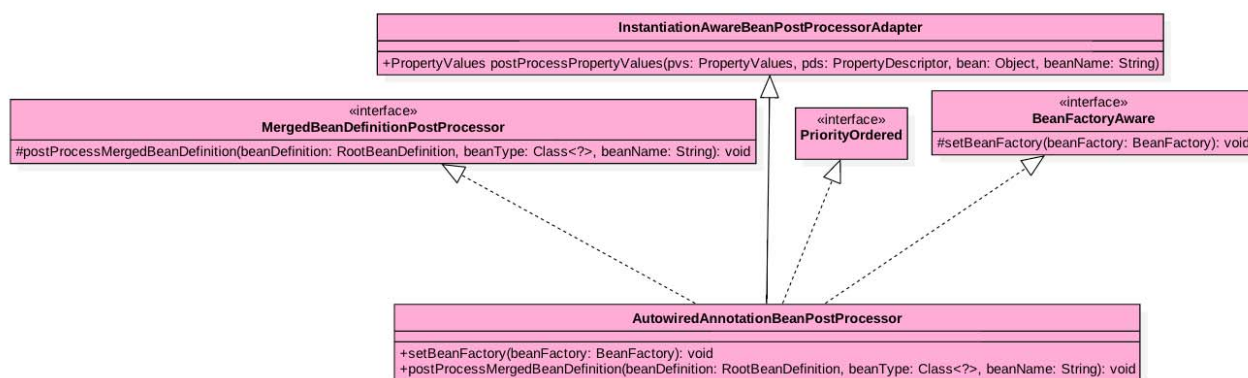 InstantiationAwareBeanPostProcessorAdapter
+PropertyValues postProcessPropertyValues(pvs: PropertyValues, pds: PropertyDescriptor, bean: Object, beanName: String)
«interface»
MergedBeanDefinitionPostProcessor
#postProcessMergedBeanDefinition(beanDefinition: RootBeanDefinition, beanType: Class<?>, beanName: String): void
«interface»
PriorityOrdered
«interface»
BeanFactoryAware
#setBeanFactory(beanFactory: BeanFactory): void
AutowiredAnnotationBeanPostProcessor
+setBeanFactory(beanFactory: BeanFactory): void
+postProcessMergedBeanDefinition(beanDefinition: RootBeanDefinition, beanType: Class<?>, beanName: String): void